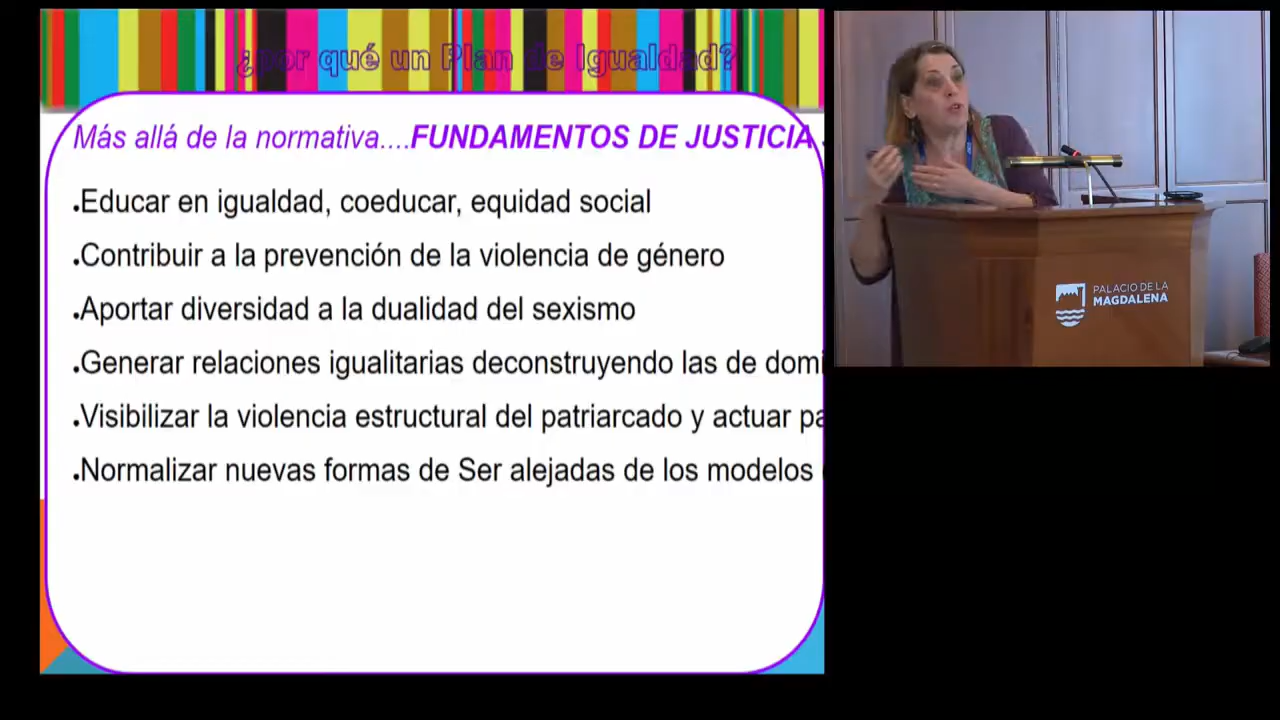 ¿por qué un Plan de Igualdad?
Más allá de la normativa....FUNDAMENTOS DE JUSTICIA
.Educar en igualdad, coeducar, equidad social
.Contribuir a la prevención de la violencia de género
.Aportar diversidad a la dualidad del sexismo
.Generar relaciones igualitarias deconstruyendo las de domi
.Visibilizar la violencia estructural del patriarcado y actuar pa
.Normalizar nuevas formas de Ser alejadas de los modelos
PALACIO DE LA
MAGDALENA